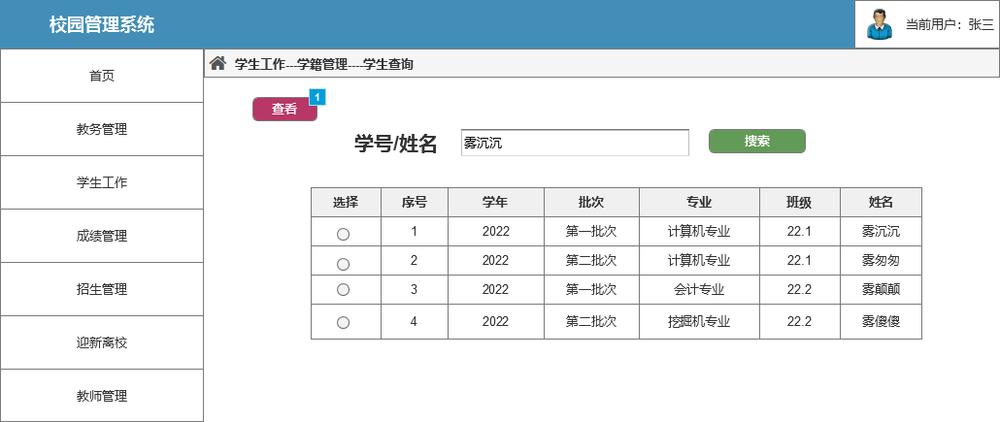 校园管理系统
当前用户：张三
学生工作---学籍管理----学生查询
首页
教务管理
学生工作
成绩管理
招生管理
迎新离校
教师管理
查看
1
学号/姓名 雾沉沉 搜索
选择 序号 学年 批次 专业 班级 姓名
1 2022 第一批次 计算机专业 22.1 雾沉沉
2 2022 第二批次 计算机专业 22.1 雾匆匆
3 2022 第一批次 会计专业 22.2 雾颠颠
4 2022 第二批次 挖掘机专业 22.2 雾傻傻